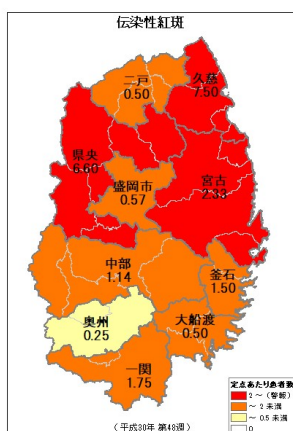 伝染性紅斑
二戸
0.50
久慈
7.50
県央
6.60
盛岡市
0.57
宮古
2.33
中部
1.14
釜石
1.50
奥州
0.25
大船渡
0.50
一関
1.75
定点あたり患者数
2～(警報)
～2未満
～0.5未満
0
(平成30年 第48週)